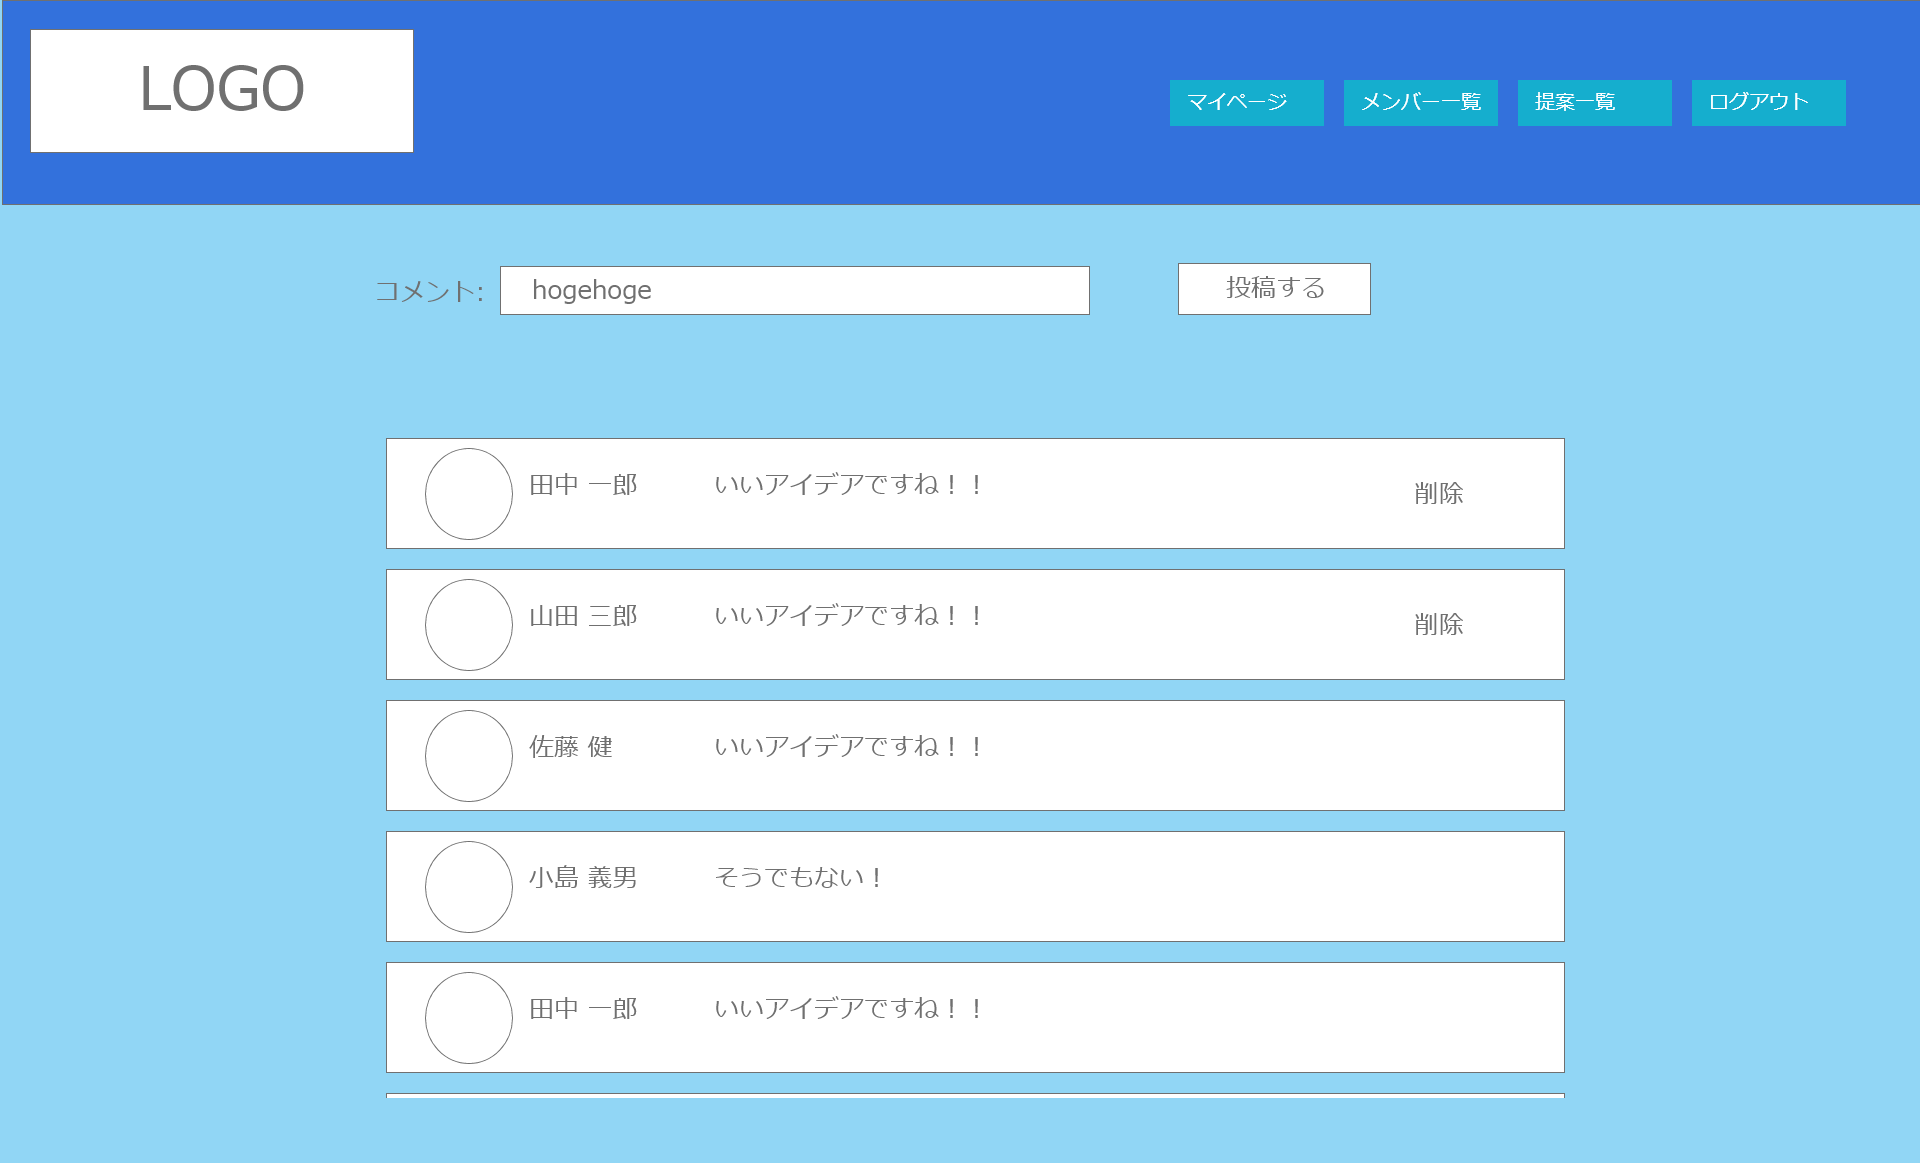 LOGO
マイページ メンバー一覧 提案一覧 ログアウト
コメント: hogehoge 投稿する
田中 一郎 いいアイデアですね！！ 削除
山田 三郎 いいアイデアですね！！ 削除
佐藤 健 いいアイデアですね！！
小島 義男 そうでもない！
田中 一郎 いいアイデアですね！！